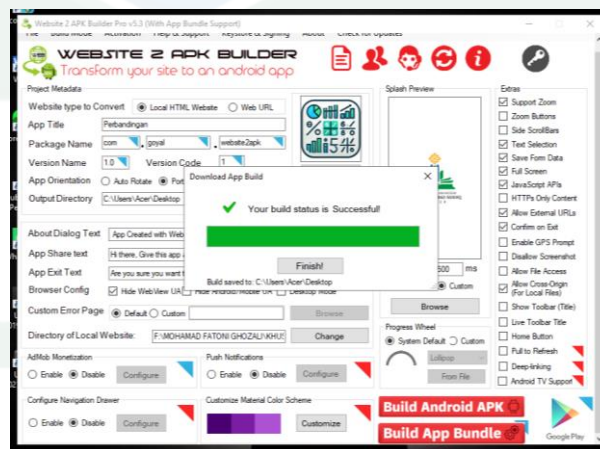 Website 2 APK Builder Pro v5.3 (With App Bundle Support)
File Build Mode Activation Help & Support Keystore & Signing About Check for Updates
WEBSITE 2 APK BUILDER
Transform your site to an android app
Project Metadata
Website type to Convert Local HTML Website Web URL
App Title Perbandingan
Package Name com . goyal . website2apk
Version Name 1.0 Version Code 1
App Orientation Auto Rotate
Output Directory C:\Users\Acer\Desktop
Download App Build
Your build status is Successful!
Finish!
Build saved to: C:\Users\Acer\Desktop
About Dialog Text App Created with Web
App Share text Hi there, Give this app
App Exit Text Are you sure you want
Browser Config Hide WebView UA Hide Android/Mobile UA Desktop Mode
Custom Error Page Default Custom Browse
Directory of Local Website: F:\MOHAMAD FATONI GHOZALI\KHUS Change
AdMob Monetization
Enable Disable Configure
Push Notifications
Enable Disable Configure
Configure Navigation Drawer
Enable Disable Configure
Customize Material Color Scheme
Customize
Splash Preview
500 ms
Custom
Browse
Progress Wheel
System Default Custom
Lollipop
From File
Extras
Support Zoom
Zoom Buttons
Side ScrollBars
Text Selection
Save Form Data
Full Screen
JavaScript APIs
HTTPs Only Content
Allow External URLs
Confirm on Exit
Enable GPS Prompt
Disallow Screenshot
Allow File Access
Allow Cross-Origin
(For Local Files)
Show Toolbar (Title)
Live Toolbar Title
Home Button
Pull to Refresh
Deep-linking
Android TV Support
Build Android APK
Build App Bundle
Google Play